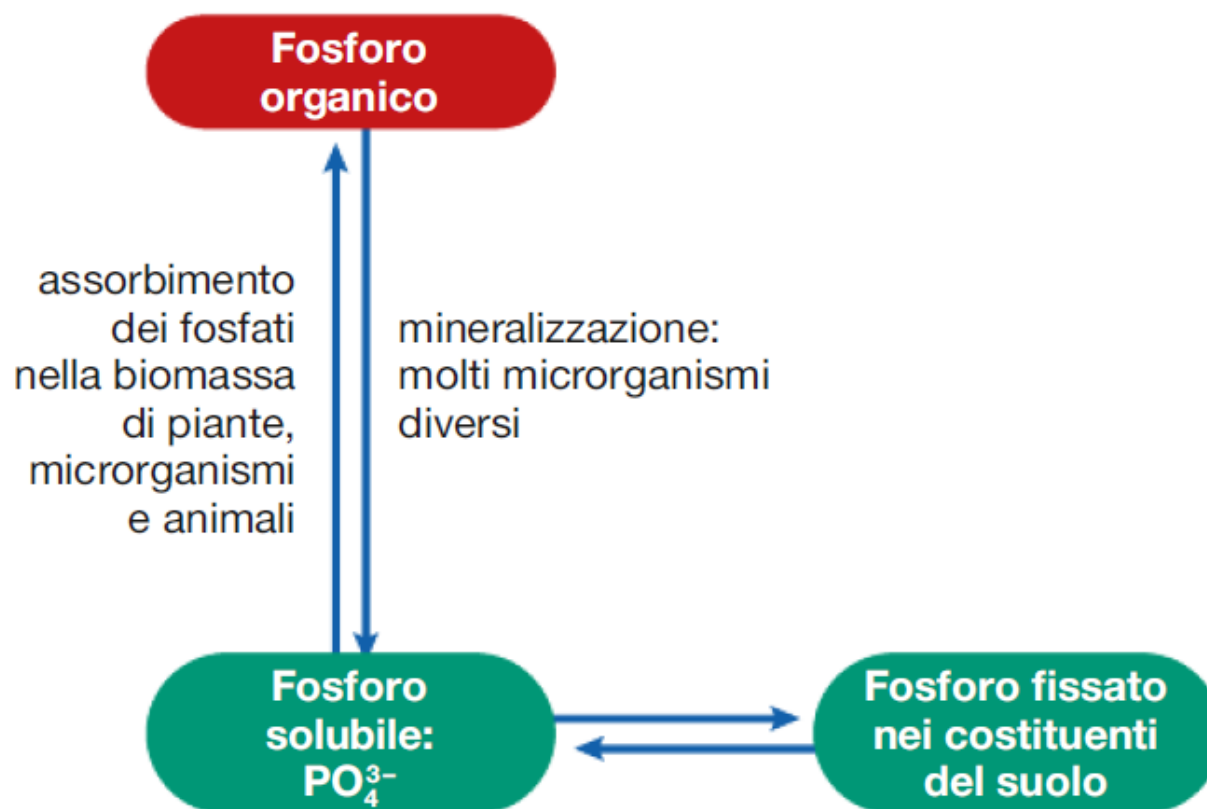 Fosforo
organico
assorbimento
dei fosfati
nella biomassa
di piante,
microrganismi
e animali
mineralizzazione:
molti microrganismi
diversi
Fosforo
solubile:
PO₄³⁻
Fosforo fissato
nei costituenti
del suolo